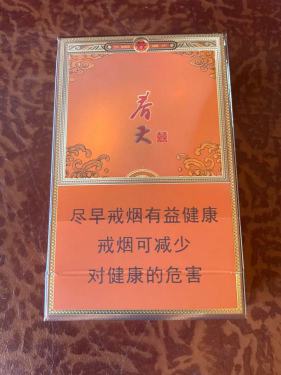 春天
尽早戒烟有益健康
戒烟可减少
对健康的危害